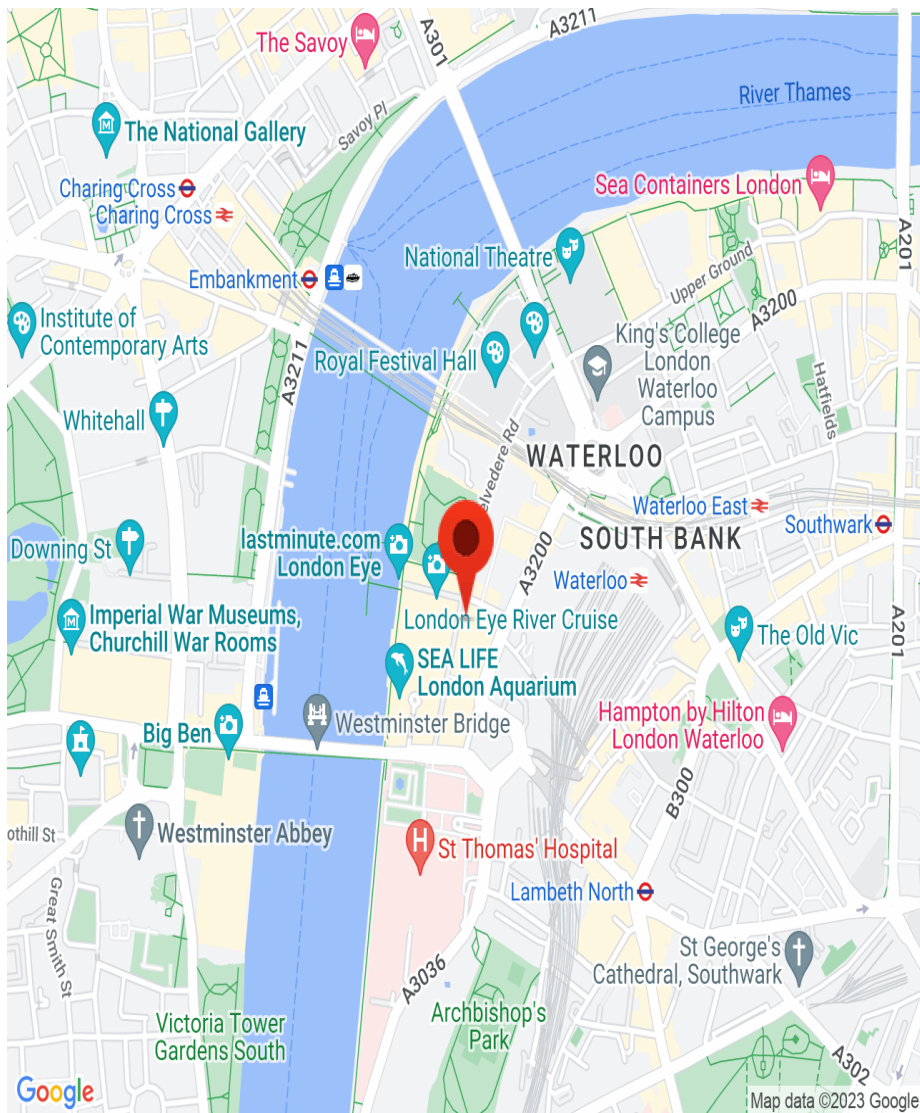 A3211
The Savoy
A301
River Thames
The National Gallery
Savoy Pl
Charing Cross
Charing Cross
Sea Containers London
A201
National Theatre
Upper Ground
Embankment
A3200
Institute of
Contemporary Arts
King's College
London
Waterloo
Campus
Royal Festival Hall
A3211
Hatfields
Whitehall
WATERLOO
Waterloo East
Southwark
lastminute.com
London Eye
SOUTH BANK
Downing St
A3200
Waterloo
Imperial War Museums,
Churchill War Rooms
London Eye River Cruise
The Old Vic
A201
SEA LIFE
London Aquarium
Hampton by Hilton
London Waterloo
Big Ben
Westminster Bridge
B300
Westminster Abbey
St Thomas' Hospital
H
Lambeth North
Great Smith St
St George's
Cathedral, Southwark
A3036
Archbishop's
Park
Victoria Tower
Gardens South
A302
Google
Map data ©2023 Google